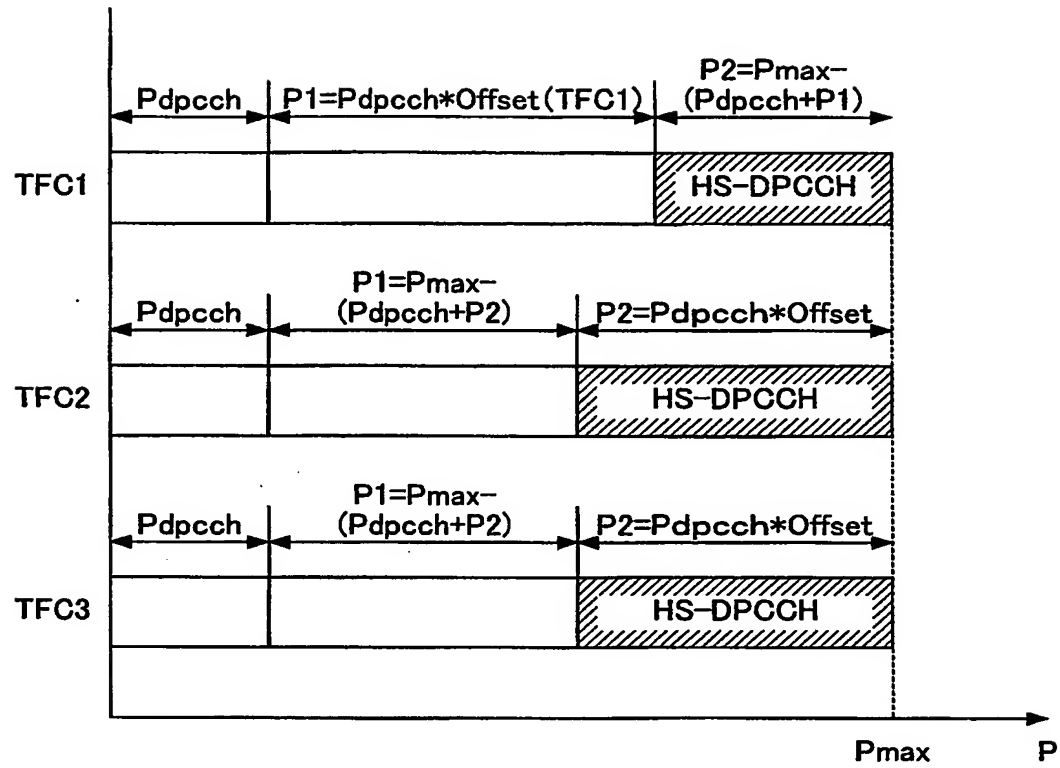 P2=Pmax-
Pdpcch P1=Pdpcch*Offset(TFC1) (Pdpcch+P1)
TFC1 HS-DPCCH
P1=Pmax-
Pdpcch (Pdpcch+P2) P2=Pdpcch*Offset
TFC2 HS-DPCCH
P1=Pmax-
Pdpcch (Pdpcch+P2) P2=Pdpcch*Offset
TFC3 HS-DPCCH
Pmax P